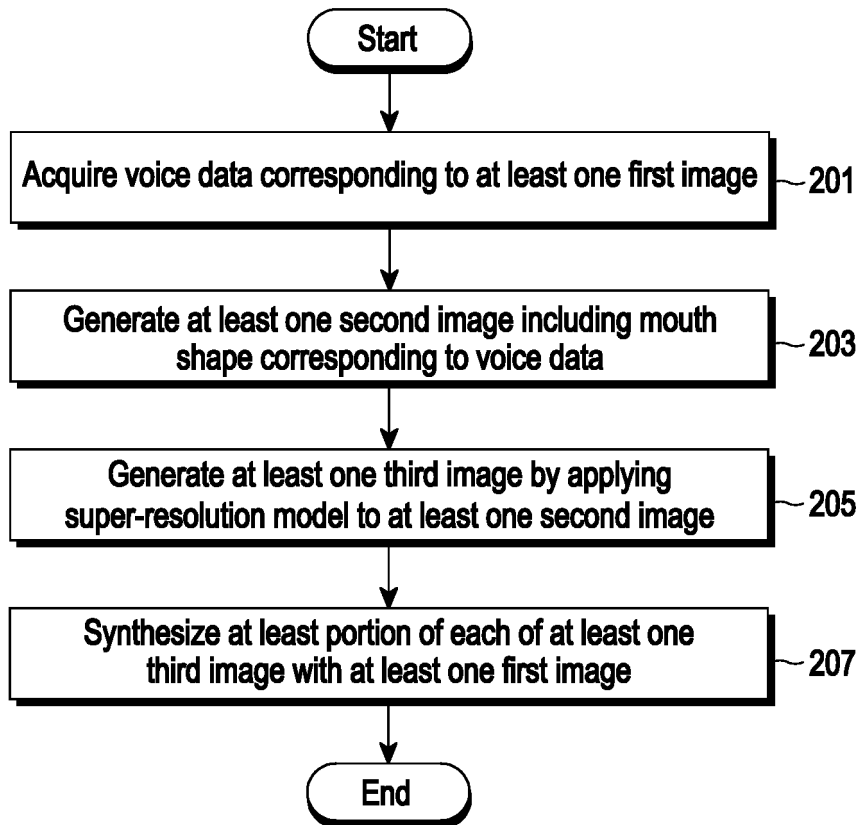 Start
Acquire voice data corresponding to at least one first image
201
Generate at least one second image including mouth
shape corresponding to voice data
203
Generate at least one third image by applying
super-resolution model to at least one second image
205
Synthesize at least portion of each of at least one
third image with at least one first image
207
End